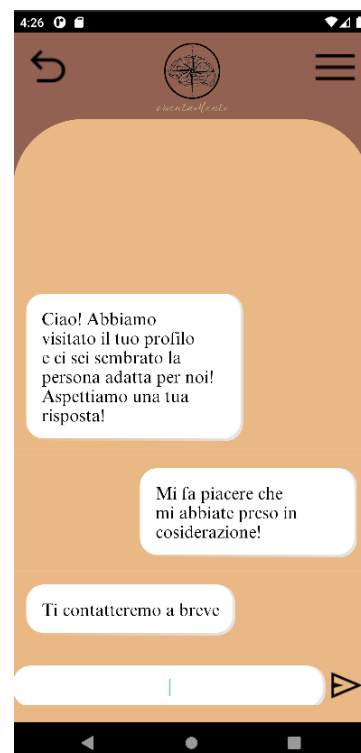 4:26
orientaMente
Ciao! Abbiamo
visitato il tuo profilo
e ci sei sembrato la
persona adatta per noi!
Aspettiamo una tua
risposta!
Mi fa piacere che
mi abbiate preso in
cosiderazione!
Ti contatteremo a breve